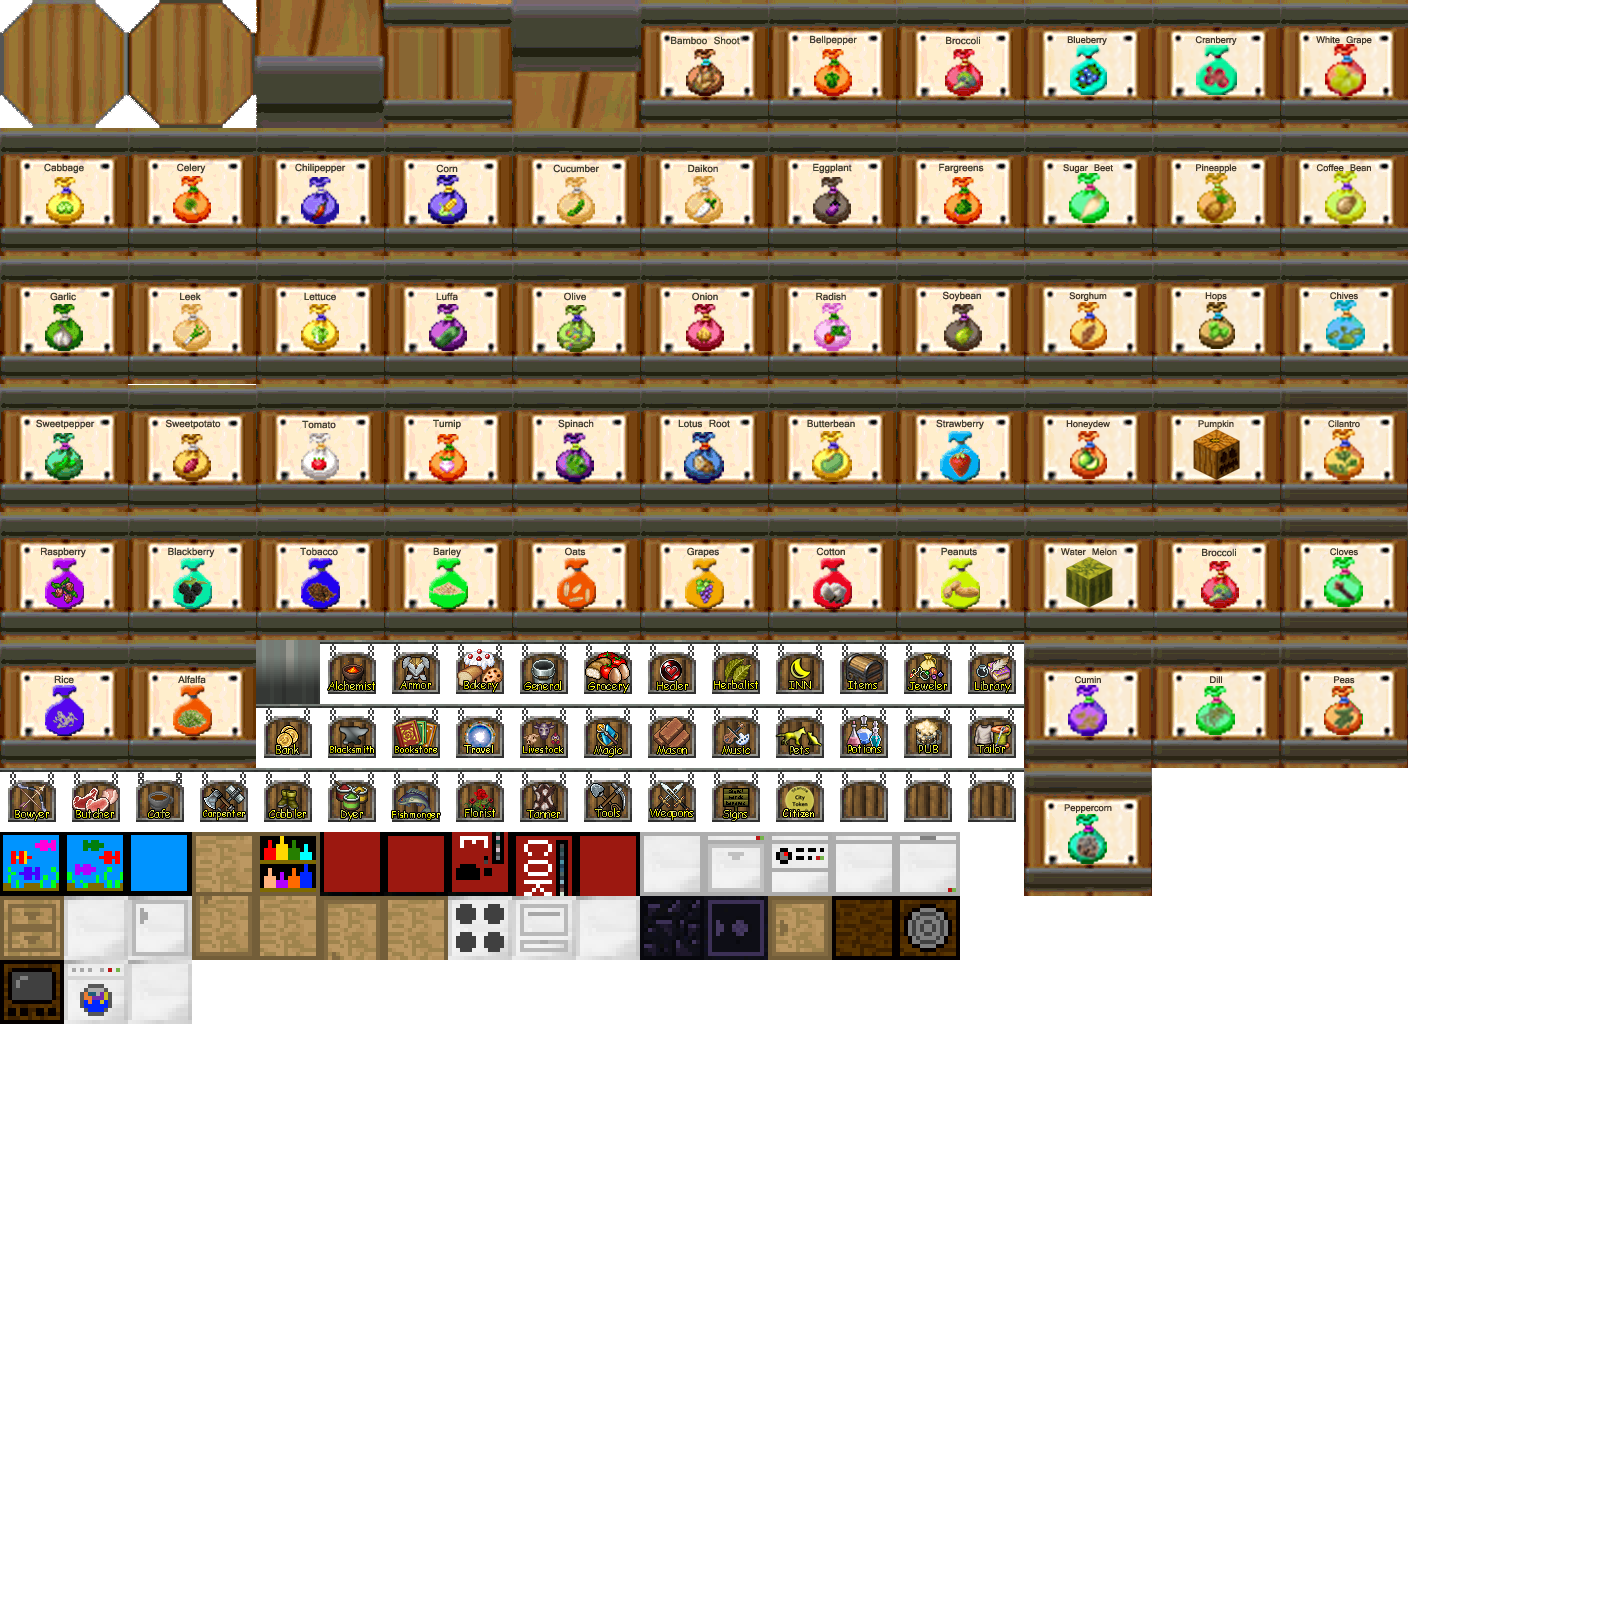 Bamboo Shoot
Bellpepper
Broccoli
Blueberry
Cranberry
White Grape
Cabbage
Celery
Chilipepper
Corn
Cucumber
Daikon
Eggplant
Fargreens
Sugar Beet
Pineapple
Coffee Bean
Garlic
Leek
Lettuce
Luffa
Olive
Onion
Radish
Soybean
Sorghum
Hops
Chives
Sweetpepper
Sweetpotato
Tomato
Turnip
Spinach
Lotus Root
Butterbean
Strawberry
Honeydew
Pumpkin
Cilantro
Raspberry
Blackberry
Tobacco
Barley
Oats
Grapes
Cotton
Peanuts
Water Melon
Broccoli
Cloves
Rice
Alfalfa
Alchemist
Armor
Bakery
General
Grocery
Healer
Herbalist
INN
Items
Jeweler
Library
Cumin
Dill
Peas
Bank
Blacksmith
Bookstore
Travel
Livestock
Magic
Mason
Music
Pets
Potions
PUB
Tailor
Bowyer
Butcher
Cafe
Carpenter
Cobbler
Dyer
Fishmonger
Florist
Tanner
Tools
Weapons
Signs
City
Token
Citizen
Peppercorn
E
COK